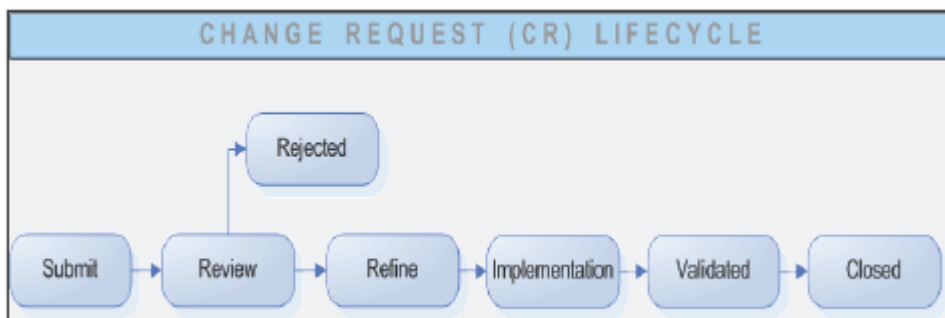 CHANGE REQUEST (CR) LIFECYCLE
Rejected
Submit
Review
Refine
Implementation
Validated
Closed